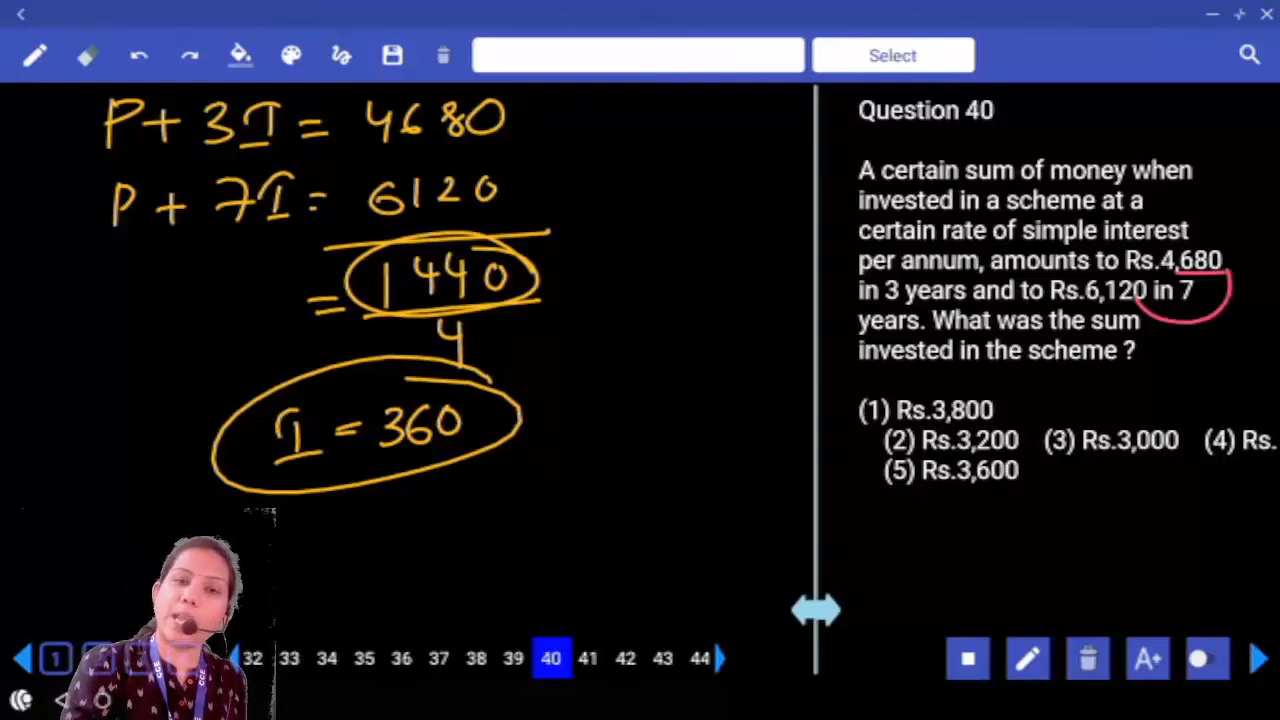 Select
P + 3I = 4680
P + 7I = 6120
= 1440
4
I = 360
Question 40
A certain sum of money when
invested in a scheme at a
certain rate of simple interest
per annum, amounts to Rs.4,680
in 3 years and to Rs.6,120 in 7
years. What was the sum
invested in the scheme ?
(1) Rs.3,800
(2) Rs.3,200 (3) Rs.3,000 (4) Rs.
(5) Rs.3,600
1 32 33 34 35 36 37 38 39 40 41 42 43 44
A+
CCE
CCE